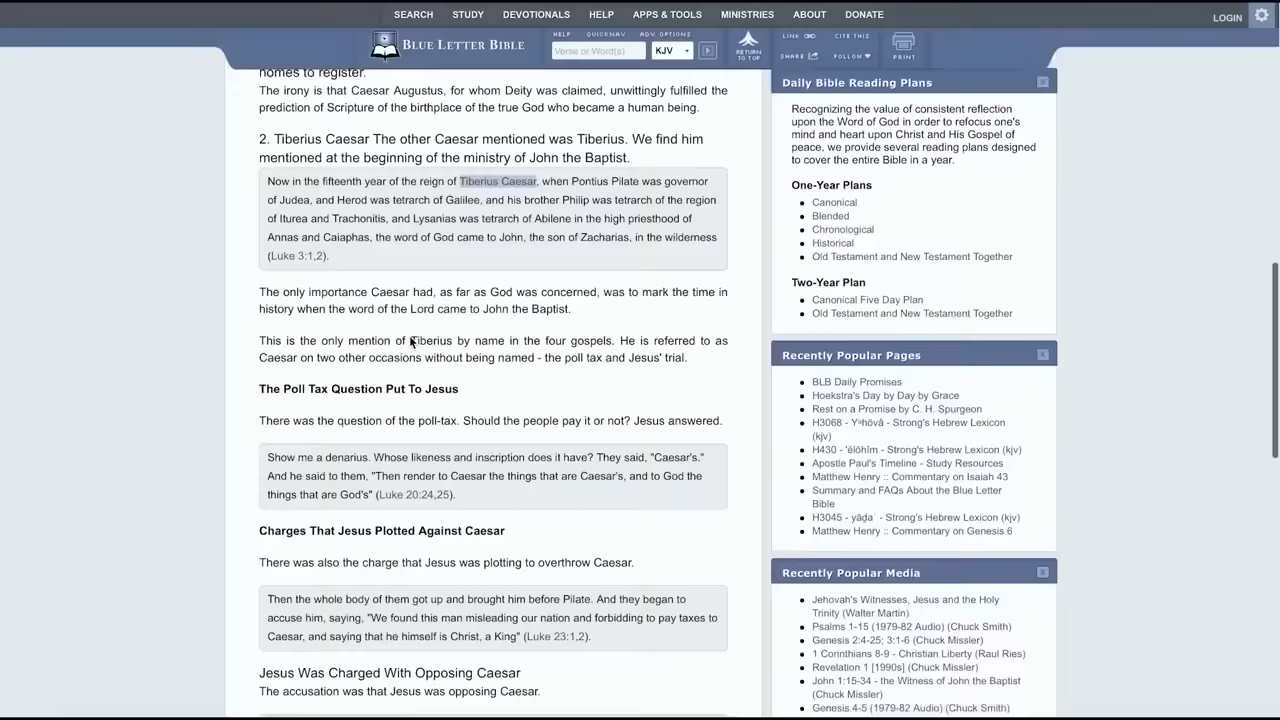 SEARCH STUDY DEVOTIONALS HELP APPS & TOOLS MINISTRIES ABOUT DONATE
LOGIN
BLUE LETTER BIBLE
HELP QUICKNAV ADV. OPTIONS
Verse or Word(s)
KJV
RETURN TO TOP
LINK
CITE THIS
SHARE
FOLLOW
PRINT
homes to register.
The irony is that Caesar Augustus, for whom Deity was claimed, unwittingly fulfilled the
prediction of Scripture of the birthplace of the true God who became a human being.
2. Tiberius Caesar The other Caesar mentioned was Tiberius. We find him
mentioned at the beginning of the ministry of John the Baptist.
Now in the fifteenth year of the reign of Tiberius Caesar, when Pontius Pilate was governor
of Judea, and Herod was tetrarch of Galilee, and his brother Philip was tetrarch of the region
of Iturea and Trachonitis, and Lysanias was tetrarch of Abilene in the high priesthood of
Annas and Caiaphas, the word of God came to John, the son of Zacharias, in the wilderness
(Luke 3:1,2).
The only importance Caesar had, as far as God was concerned, was to mark the time in
history when the word of the Lord came to John the Baptist.
This is the only mention of Tiberius by name in the four gospels. He is referred to as
Caesar on two other occasions without being named - the poll tax and Jesus' trial.
The Poll Tax Question Put To Jesus
There was the question of the poll-tax. Should the people pay it or not? Jesus answered.
Show me a denarius. Whose likeness and inscription does it have? They said, "Caesar's."
And he said to them, "Then render to Caesar the things that are Caesar's, and to God the
things that are God's" (Luke 20:24,25).
Charges That Jesus Plotted Against Caesar
There was also the charge that Jesus was plotting to overthrow Caesar.
Then the whole body of them got up and brought him before Pilate. And they began to
accuse him, saying, "We found this man misleading our nation and forbidding to pay taxes to
Caesar, and saying that he himself is Christ, a King" (Luke 23:1,2).
Jesus Was Charged With Opposing Caesar
The accusation was that Jesus was opposing Caesar.
Daily Bible Reading Plans
Recognizing the value of consistent reflection
upon the Word of God in order to refocus one's
mind and heart upon Christ and His Gospel of
peace, we provide several reading plans designed
to cover the entire Bible in a year.
One-Year Plans
Canonical
Blended
Chronological
Historical
Old Testament and New Testament Together
Two-Year Plan
Canonical Five Day Plan
Old Testament and New Testament Together
Recently Popular Pages
BLB Daily Promises
Hoekstra's Day by Day by Grace
Rest on a Promise by C. H. Spurgeon
H3068 - Yᵊhōvâ - Strong's Hebrew Lexicon
(kjv)
H430 - 'ĕlōhîm - Strong's Hebrew Lexicon (kjv)
Apostle Paul's Timeline - Study Resources
Matthew Henry :: Commentary on Isaiah 43
Summary and FAQs About the Blue Letter
Bible
H3045 - yāḏaʿ - Strong's Hebrew Lexicon (kjv)
Matthew Henry :: Commentary on Genesis 6
Recently Popular Media
Jehovah's Witnesses, Jesus and the Holy
Trinity (Walter Martin)
Psalms 1-15 (1979-82 Audio) (Chuck Smith)
Genesis 2:4-25; 3:1-6 (Chuck Missler)
1 Corinthians 8-9 - Christian Liberty (Raul Ries)
Revelation 1 [1990s] (Chuck Missler)
John 1:15-34 - the Witness of John the Baptist
(Chuck Missler)
Genesis 4-5 (1979-82 Audio) (Chuck Smith)